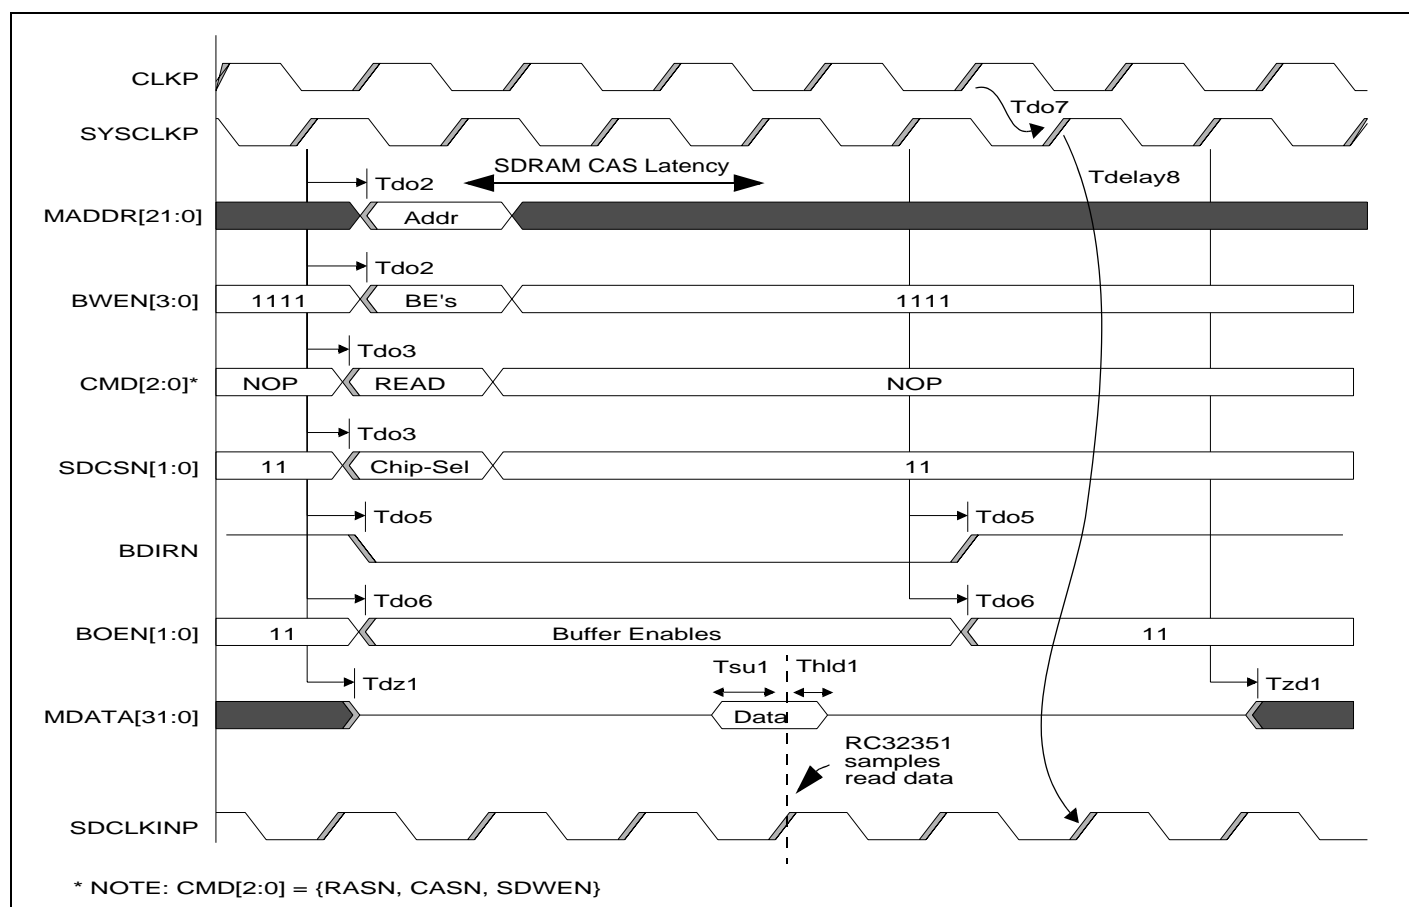 CLKP
Tdo7
SYSCLKP
SDRAM CAS Latency
Tdo2
Tdelay8
MADDR[21:0]
Addr
Tdo2
BWEN[3:0]
1111
BE's
1111
Tdo3
CMD[2:0]*
NOP
READ
NOP
Tdo3
SDCSN[1:0]
11
Chip-Sel
11
Tdo5
Tdo5
BDIRN
Tdo6
Tdo6
BOEN[1:0]
11
Buffer Enables
11
Tsu1
Thld1
Tdz1
Tzd1
MDATA[31:0]
Data
RC32351
samples
read data
SDCLKINP
* NOTE: CMD[2:0] = {RASN, CASN, SDWEN}